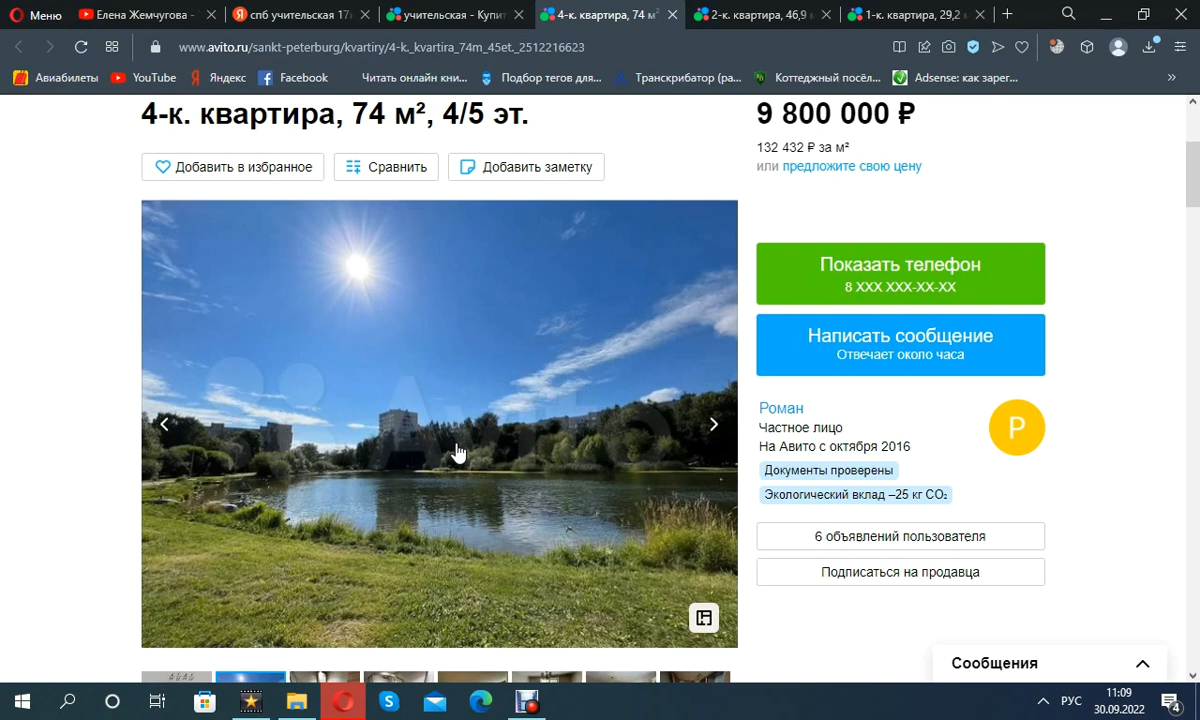 Меню
Елена Жемчугова -
спб учительская 17к
учительская - Купит
4-к. квартира, 74 м²
2-к. квартира, 46,9 м
1-к. квартира, 29,2
www.avito.ru/sankt-peterburg/kvartiry/4-k._kvartira_74m_45et._2512216623
Авиабилеты
YouTube
Яндекс
Facebook
Читать онлайн кни...
Подбор тегов для...
Транскрибатор (ра...
Коттеджный посёл...
Adsense: как зарег...
4-к. квартира, 74 м², 4/5 эт.
Добавить в избранное
Сравнить
Добавить заметку
9 800 000 ₽
132 432 ₽ за м²
или предложите свою цену
Avito
Показать телефон
8 XXX XXX-XX-XX
Написать сообщение
Отвечает около часа
Роман
Частное лицо
На Авито с октября 2016
Р
Документы проверены
Экологический вклад –25 кг CO₂
6 объявлений пользователя
Подписаться на продавца
Сообщения
РУС
11:09
30.09.2022
4